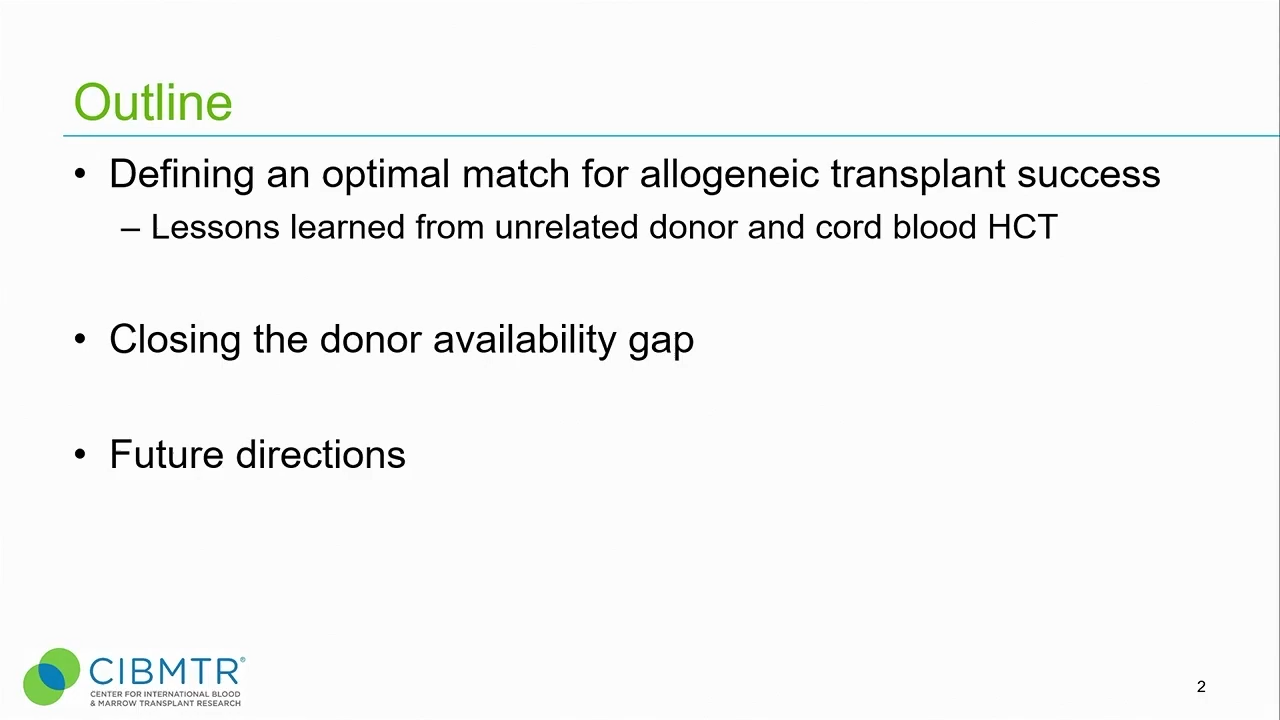 Outline
• Defining an optimal match for allogeneic transplant success
– Lessons learned from unrelated donor and cord blood HCT
• Closing the donor availability gap
• Future directions
CIBMTR®
CENTER FOR INTERNATIONAL BLOOD
& MARROW TRANSPLANT RESEARCH
2